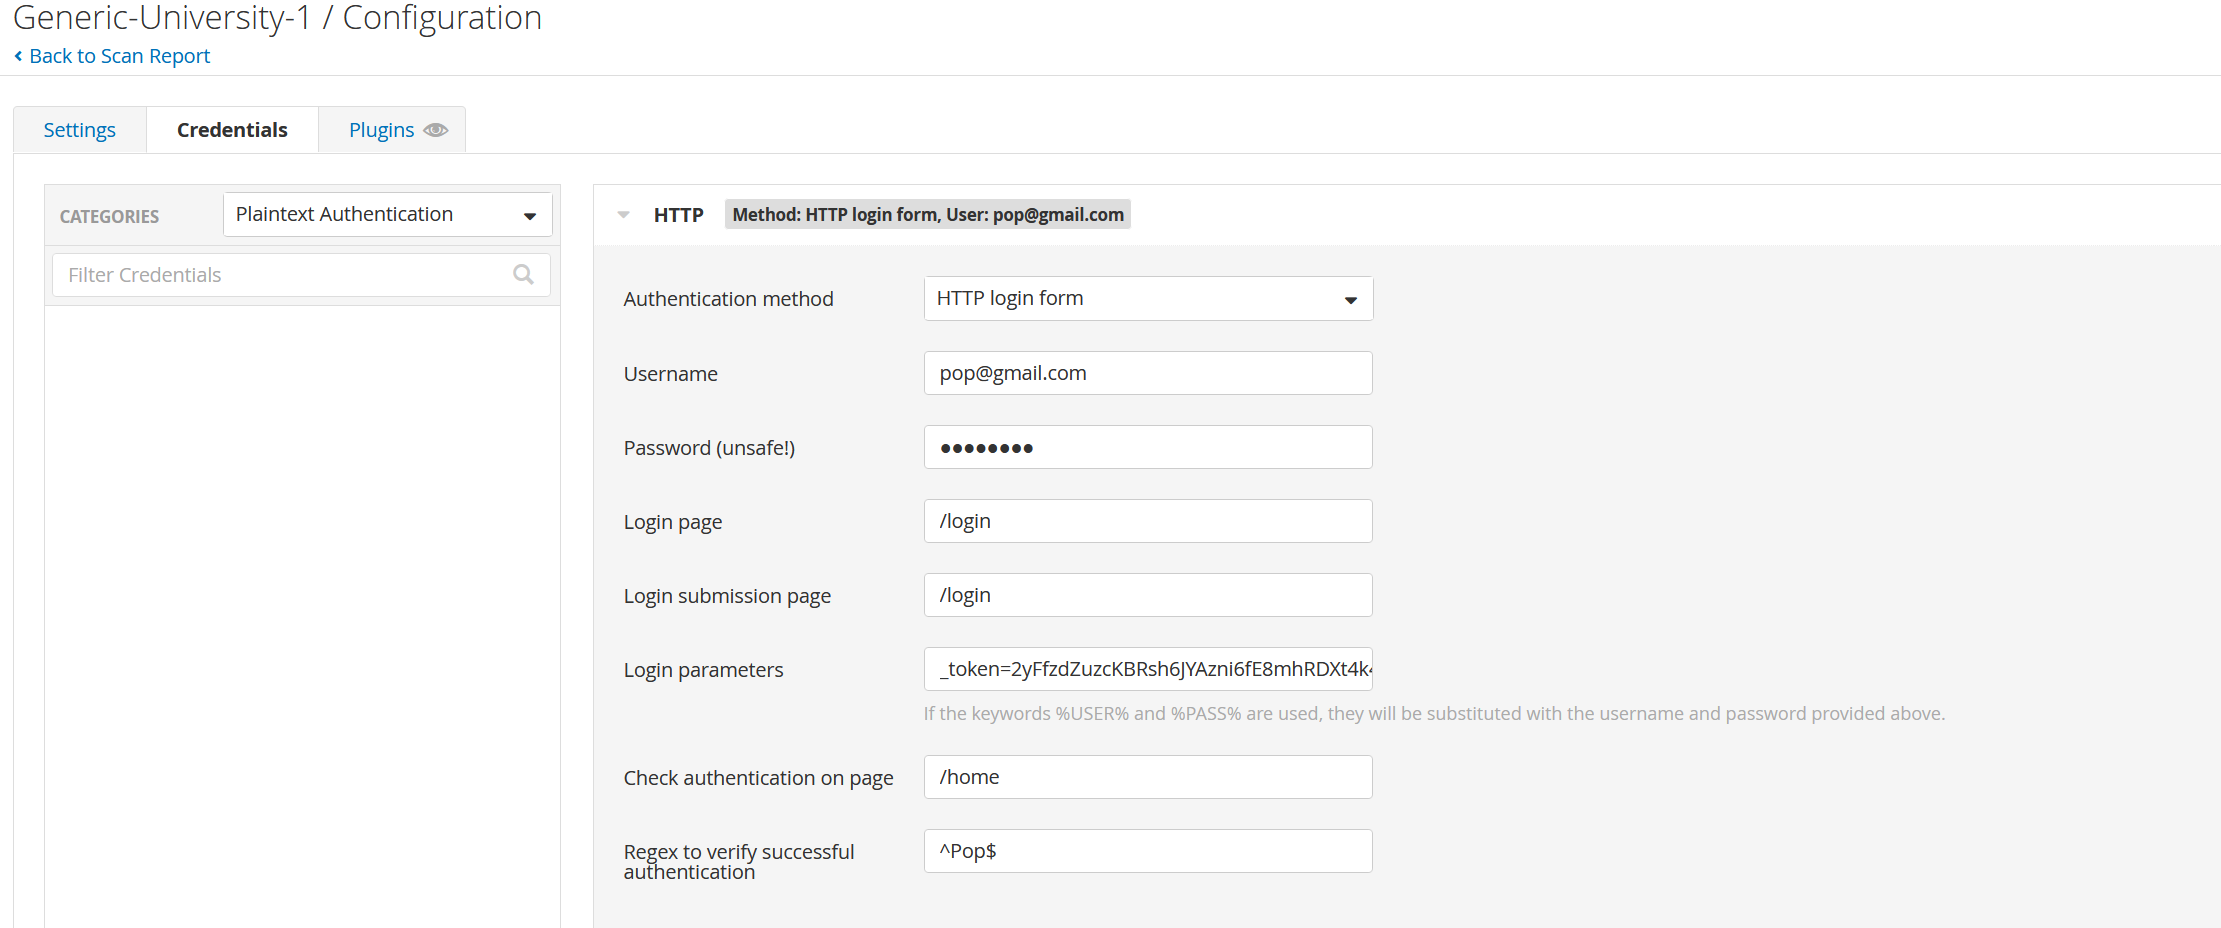 Generic-University-1 / Configuration
Back to Scan Report
Settings
Credentials
Plugins
CATEGORIES
Plaintext Authentication
Filter Credentials
HTTP
Method: HTTP login form, User: pop@gmail.com
Authentication method
HTTP login form
Username
pop@gmail.com
Password (unsafe!)
●●●●●●●●
Login page
/login
Login submission page
/login
Login parameters
_token=2yFfzdZuzcKBRsh6JYAzni6fE8mhRDXt4k
If the keywords %USER% and %PASS% are used, they will be substituted with the username and password provided above.
Check authentication on page
/home
Regex to verify successful
authentication
^Pop$